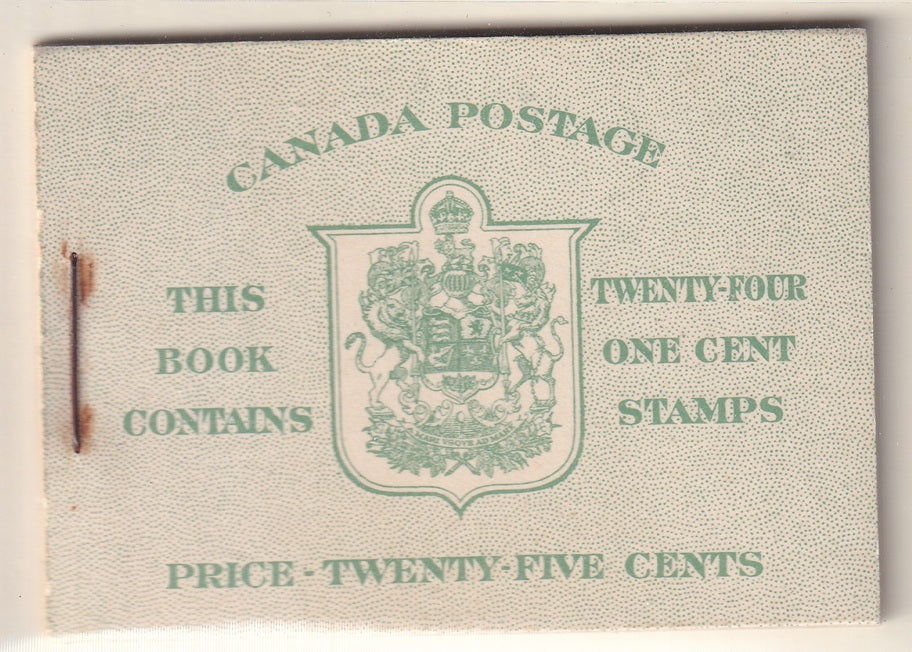 CANADA POSTAGE
THIS
BOOK
CONTAINS
TWENTY-FOUR
ONE CENT
STAMPS
PRICE - TWENTY-FIVE CENTS